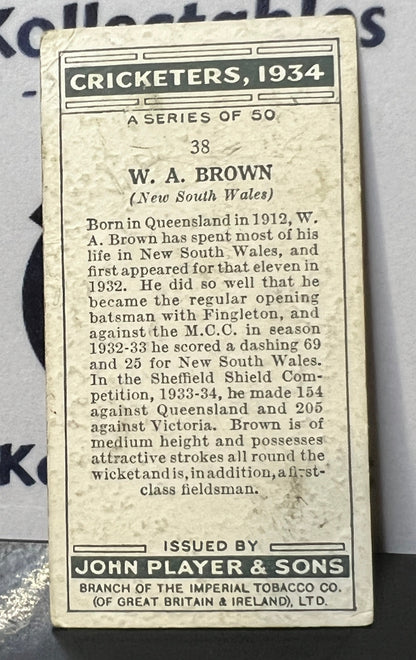 Kollectables
CRICKETERS, 1934
A SERIES OF 50
38
W. A. BROWN
(New South Wales)
Born in Queensland in 1912, W.
A. Brown has spent most of his
life in New South Wales, and
first appeared for that eleven in
1932. He did so well that he
became the regular opening
batsman with Fingleton, and
against the M.C.C. in season
1932-33 he scored a dashing 69
and 25 for New South Wales.
In the Sheffield Shield Com-
petition, 1933-34, he made 154
against Queensland and 205
against Victoria. Brown is of
medium height and possesses
attractive strokes all round the
wicket and is, in addition, a first-
class fieldsman.
ISSUED BY
JOHN PLAYER & SONS
BRANCH OF THE IMPERIAL TOBACCO CO.
(OF GREAT BRITAIN & IRELAND), LTD.